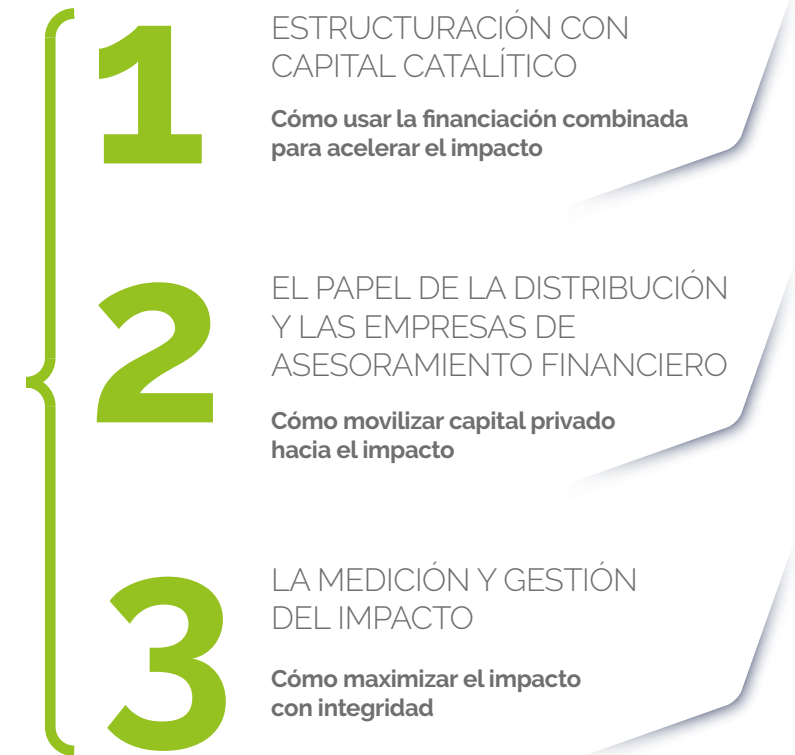 1
ESTRUCTURACIÓN CON
CAPITAL CATALÍTICO
Cómo usar la financiación combinada
para acelerar el impacto
2
EL PAPEL DE LA DISTRIBUCIÓN
Y LAS EMPRESAS DE
ASESORAMIENTO FINANCIERO
Cómo movilizar capital privado
hacia el impacto
3
LA MEDICIÓN Y GESTIÓN
DEL IMPACTO
Cómo maximizar el impacto
con integridad